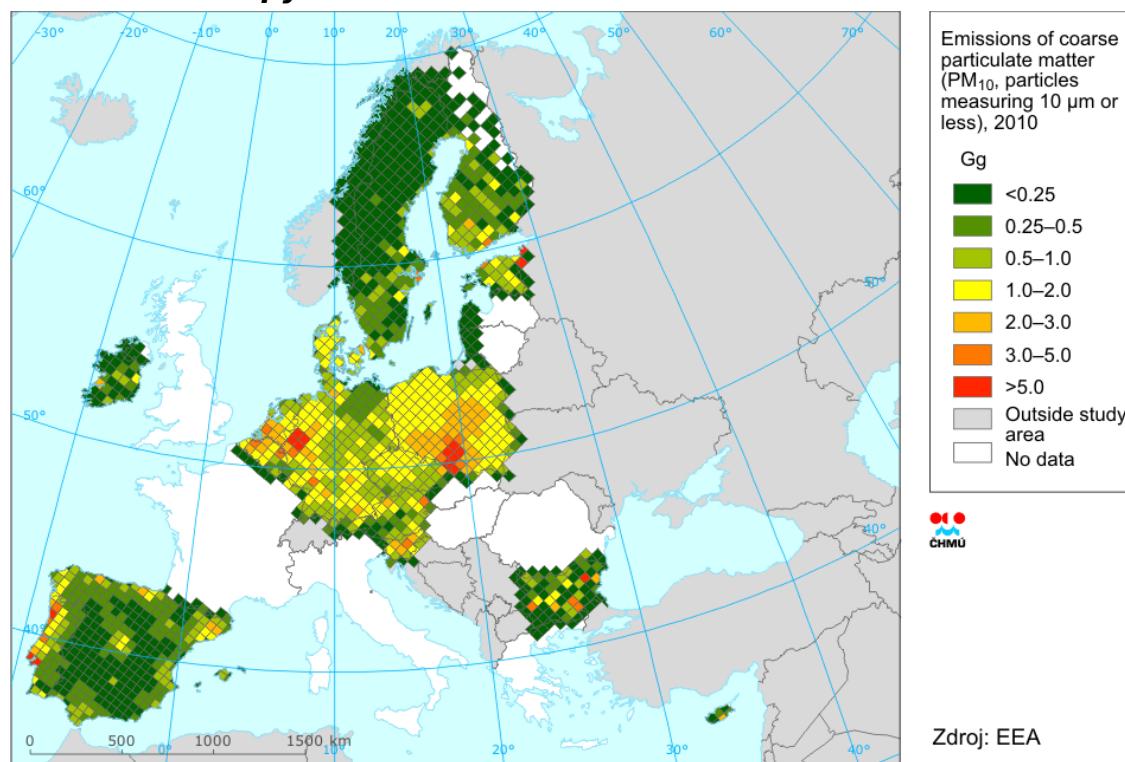 py
-30°
-20°
-10°
0°
10°
20°
30°
40°
50°
60°
70°
60°
50°
40°
60°
50°
40°
0°
10°
20°
30°
40°
0 500 1000 1500 km
Emissions of coarse
particulate matter
(PM₁₀, particles
measuring 10 µm or
less), 2010
Gg
<0.25
0.25–0.5
0.5–1.0
1.0–2.0
2.0–3.0
3.0–5.0
>5.0
Outside study
area
No data
ČHMÚ
Zdroj: EEA